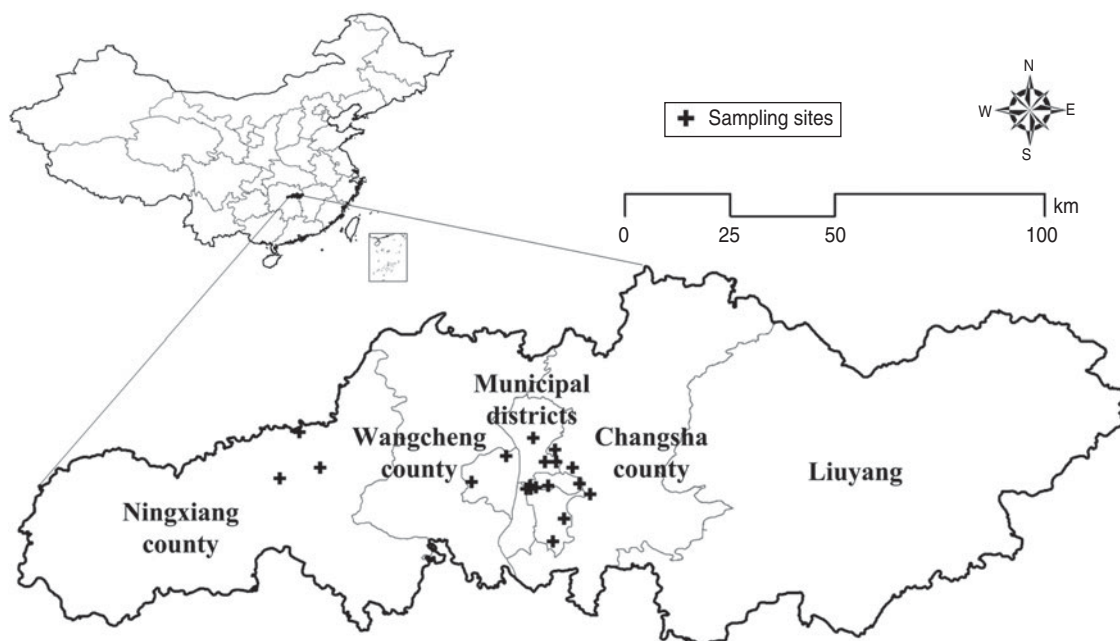 N
W
E
S
Sampling sites
km
0
25
50
100
Municipal
districts
Wangcheng
county
Changsha
county
Liuyang
Ningxiang
county